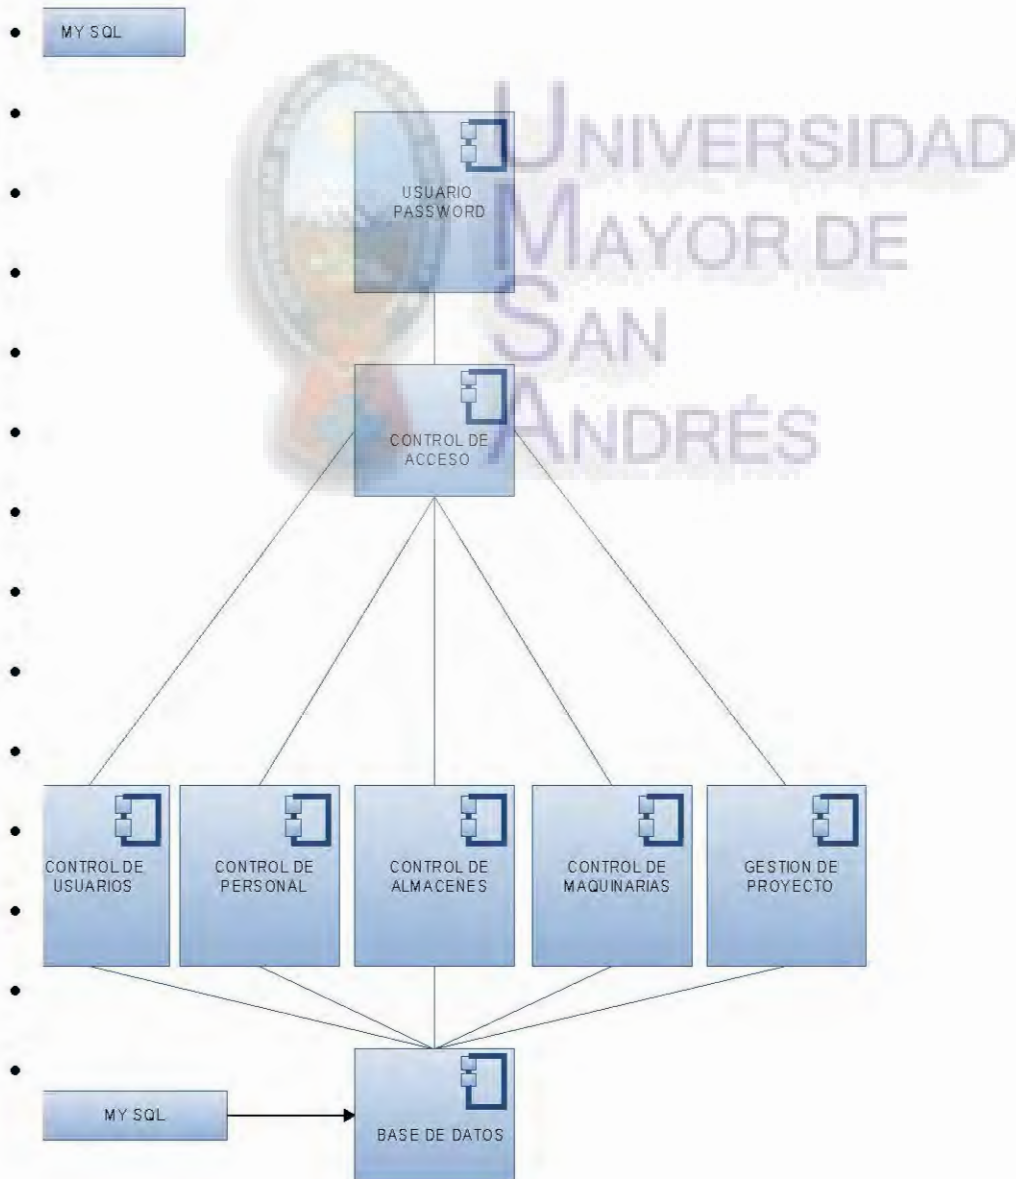 MY SQL
UNIVERSIDAD
MAYOR DE
SAN
ANDRÉS
USUARIO
PASSWORD
CONTROL DE
ACCESO
CONTROL DE
USUARIOS
CONTROL DE
PERSONAL
CONTROL DE
ALMACENES
CONTROL DE
MAQUINARIAS
GESTION DE
PROYECTO
MY SQL
BASE DE DATOS